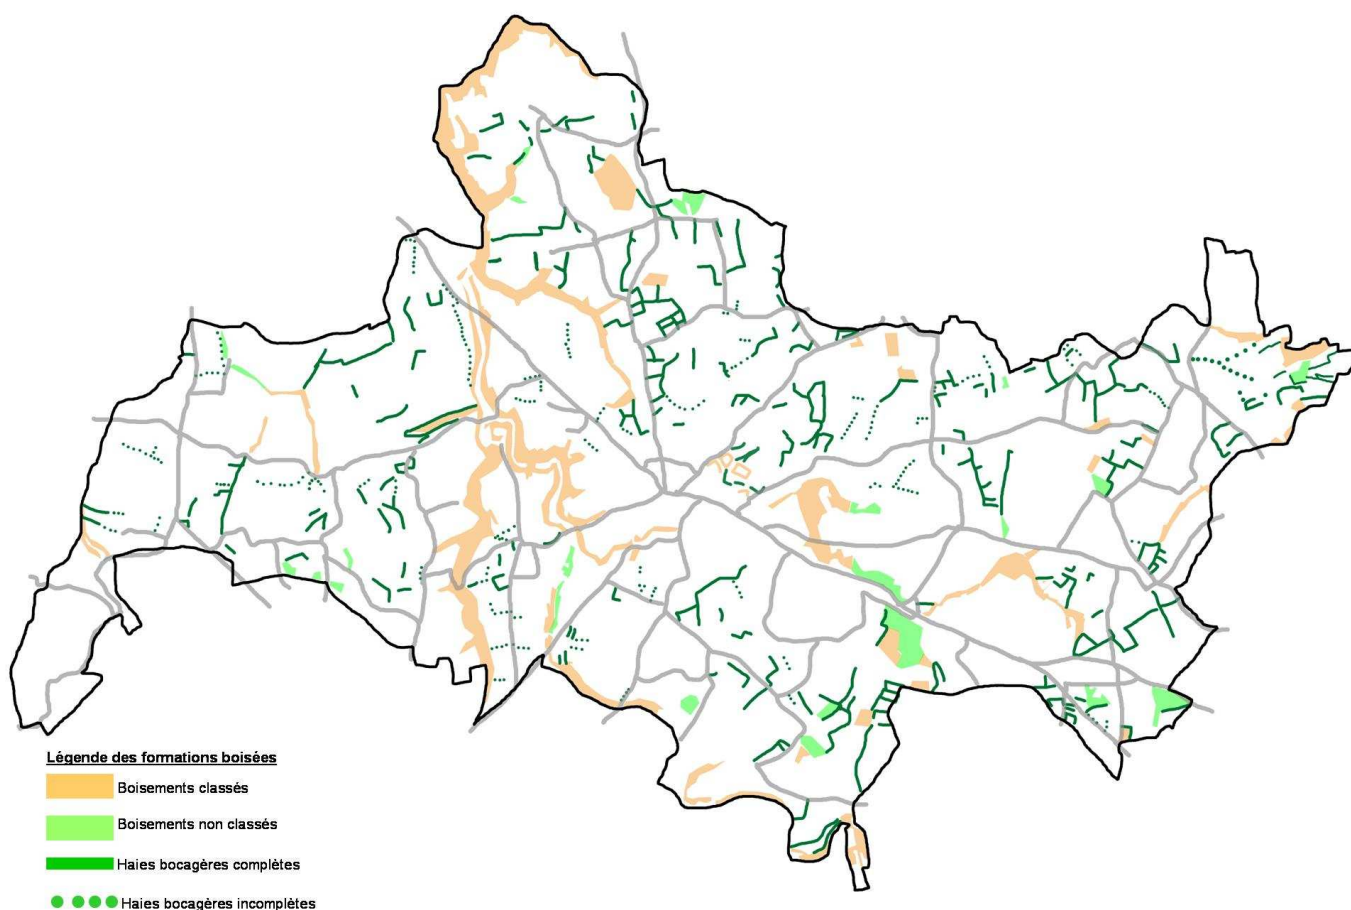 Légende des formations boisées
Boisements classés
Boisements non classés
Haies bocagères complètes
Haies bocagères incomplètes